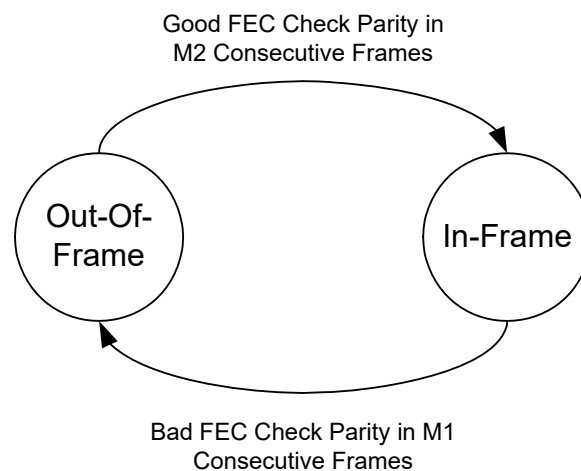 Good FEC Check Parity in
M2 Consecutive Frames
Out-Of-
Frame
In-Frame
Bad FEC Check Parity in M1
Consecutive Frames